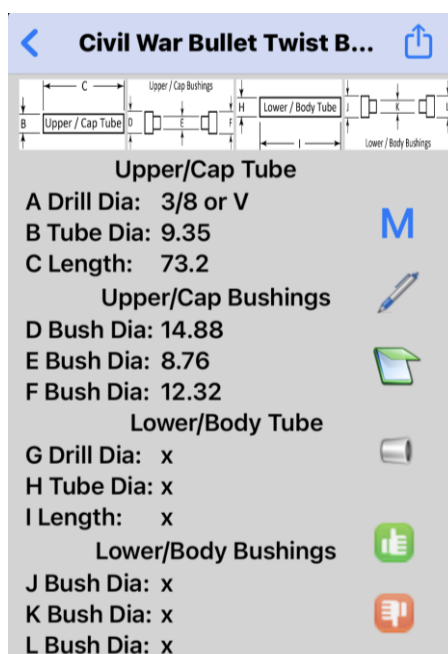 Civil War Bullet Twist B...
C
Upper / Cap Bushings
B Upper / Cap Tube D E F
H Lower / Body Tube J K L
I
Lower / Body Bushings
Upper/Cap Tube
A Drill Dia: 3/8 or V
B Tube Dia: 9.35
M
C Length: 73.2
Upper/Cap Bushings
D Bush Dia: 14.88
E Bush Dia: 8.76
F Bush Dia: 12.32
Lower/Body Tube
G Drill Dia: x
H Tube Dia: x
I Length: x
Lower/Body Bushings
J Bush Dia: x
K Bush Dia: x
L Bush Dia: x